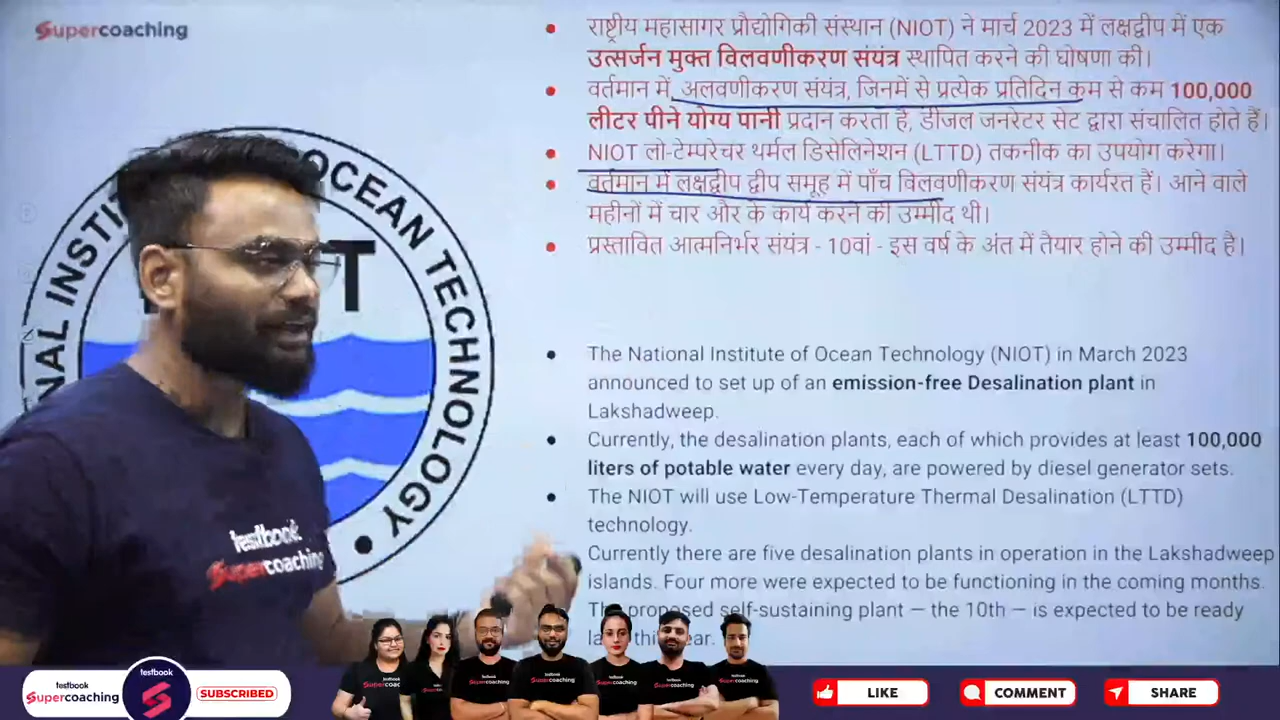 Supercoaching
राष्ट्रीय महासागर प्रौद्योगिकी संस्थान (NIOT) ने मार्च 2023 में लक्षद्वीप में एक
उत्सर्जन मुक्त विलवणीकरण संयंत्र स्थापित करने की घोषणा की।
वर्तमान में, अलवणीकरण संयंत्र, जिनमें से प्रत्येक प्रतिदिन कम से कम 100,000
लीटर पीने योग्य पानी प्रदान करता है, डीजल जनरेटर सेट द्वारा संचालित होते हैं।
NIOT लो-टेम्परेचर थर्मल डिसेलिनेशन (LTTD) तकनीक का उपयोग करेगा।
वर्तमान में लक्षद्वीप द्वीप समूह में पाँच विलवणीकरण संयंत्र कार्यरत हैं। आने वाले
महीनों में चार और के कार्य करने की उम्मीद थी।
प्रस्तावित आत्मनिर्भर संयंत्र - 10वां - इस वर्ष के अंत में तैयार होने की उम्मीद है।
OCEAN TECHNOLOGY
The National Institute of Ocean Technology (NIOT) in March 2023
announced to set up of an emission-free Desalination plant in
Lakshadweep.
Currently, the desalination plants, each of which provides at least 100,000
liters of potable water every day, are powered by diesel generator sets.
The NIOT will use Low-Temperature Thermal Desalination (LTTD)
technology.
Currently there are five desalination plants in operation in the Lakshadweep
islands. Four more were expected to be functioning in the coming months.
The proposed self-sustaining plant — the 10th — is expected to be ready
testbook
Supercoaching
testbook
Supercoaching
testbook
SUBSCRIBED
LIKE
COMMENT
SHARE